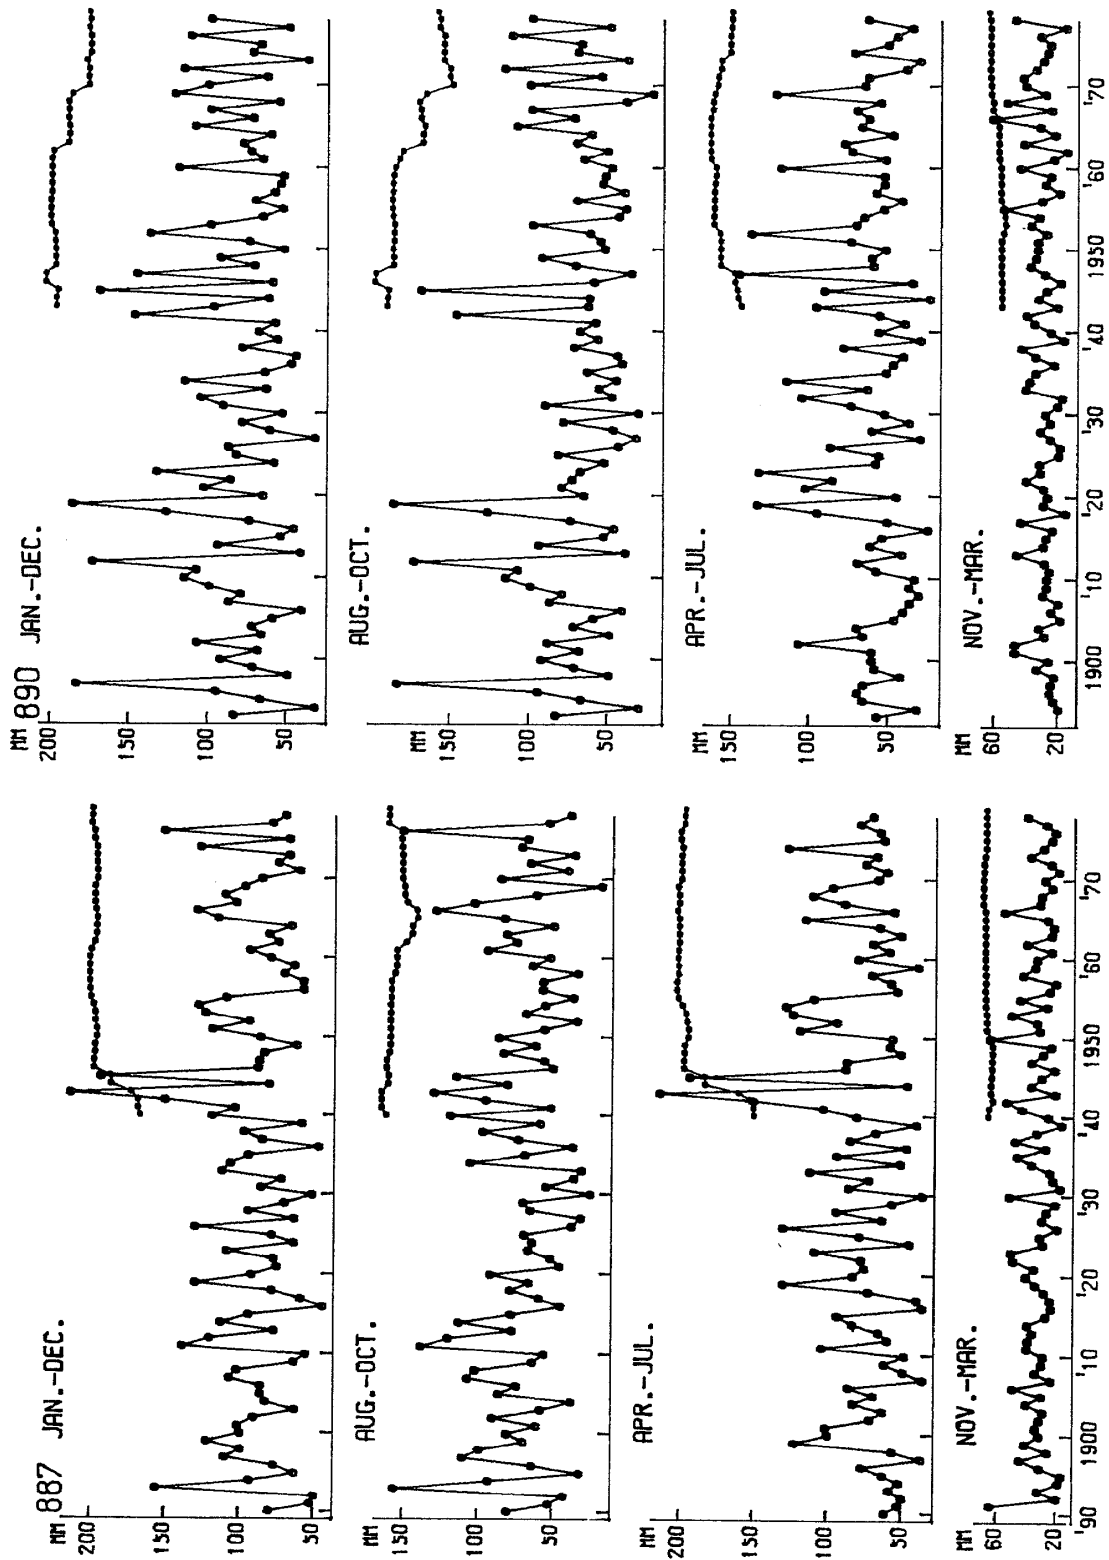 MM 887 JAN.-DEC.
200
150
100
50
MM AUG.-OCT.
150
100
50
MM APR.-JUL.
200
150
100
50
MM NOV.-MAR.
60
20
'90 1900 '10 '20 '30 '40 1950 '60 '70
MM 890 JAN.-DEC.
200
150
100
50
MM AUG.-OCT.
150
100
50
MM APR.-JUL.
150
100
50
MM NOV.-MAR.
60
20
1900 '10 '20 '30 '40 1950 '60 '70